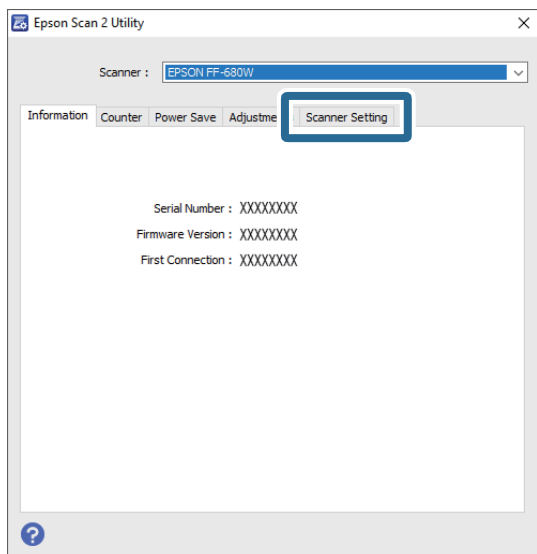 Epson Scan 2 Utility
Scanner : EPSON FF-680W
Information Counter Power Save Adjustme Scanner Setting
Serial Number : XXXXXXXX
Firmware Version : XXXXXXXX
First Connection : XXXXXXXX
?